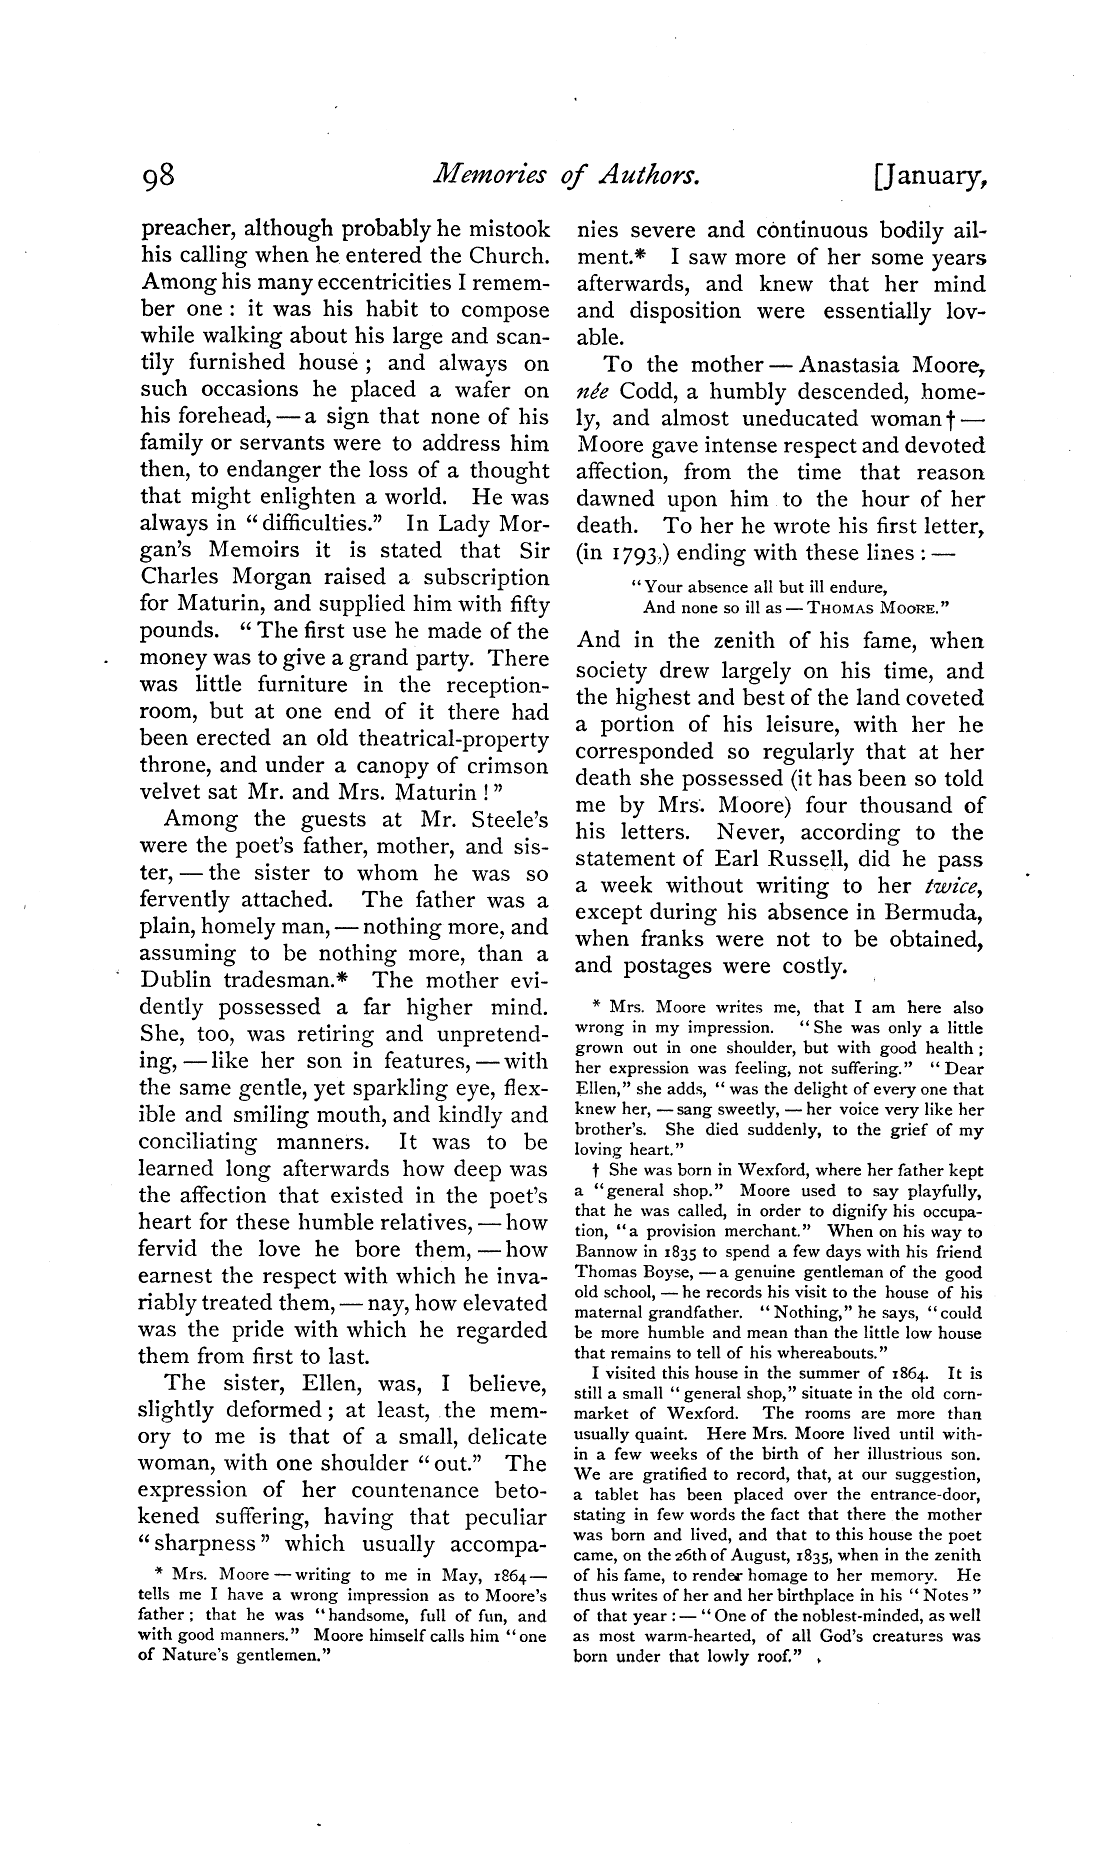 98 Memories of Authors. [January,
preacher, although probably he mistook
his calling when he entered the Church.
Among his many eccentricities I remem-
ber one : it was his habit to compose
while walking about his large and scan-
tily furnished house ; and always on
such occasions he placed a wafer on
his forehead, — a sign that none of his
family or servants were to address him
then, to endanger the loss of a thought
that might enlighten a world. He was
always in “ difficulties.” In Lady Mor-
gan’s Memoirs it is stated that Sir
Charles Morgan raised a subscription
for Maturin, and supplied him with fifty
pounds. “ The first use he made of the
money was to give a grand party. There
was little furniture in the reception-
room, but at one end of it there had
been erected an old theatrical-property
throne, and under a canopy of crimson
velvet sat Mr. and Mrs. Maturin ! ”
Among the guests at Mr. Steele’s
were the poet’s father, mother, and sis-
ter, — the sister to whom he was so
fervently attached. The father was a
plain, homely man, — nothing more, and
assuming to be nothing more, than a
Dublin tradesman.* The mother evi-
dently possessed a far higher mind.
She, too, was retiring and unpretend-
ing, — like her son in features, — with
the same gentle, yet sparkling eye, flex-
ible and smiling mouth, and kindly and
conciliating manners. It was to be
learned long afterwards how deep was
the affection that existed in the poet’s
heart for these humble relatives, — how
fervid the love he bore them, — how
earnest the respect with which he inva-
riably treated them, — nay, how elevated
was the pride with which he regarded
them from first to last.
The sister, Ellen, was, I believe,
slightly deformed ; at least, the mem-
ory to me is that of a small, delicate
woman, with one shoulder “ out.” The
expression of her countenance beto-
kened suffering, having that peculiar
“ sharpness ” which usually accompa-
* Mrs. Moore — writing to me in May, 1864 —
tells me I have a wrong impression as to Moore’s
father ; that he was “ handsome, full of fun, and
with good manners.” Moore himself calls him “ one
of Nature’s gentlemen.”
nies severe and continuous bodily ail-
ment.* I saw more of her some years
afterwards, and knew that her mind
and disposition were essentially lov-
able.
To the mother — Anastasia Moore,
née Codd, a humbly descended, home-
ly, and almost uneducated woman † —
Moore gave intense respect and devoted
affection, from the time that reason
dawned upon him to the hour of her
death. To her he wrote his first letter,
(in 1793,) ending with these lines : —
“ Your absence all but ill endure,
And none so ill as — THOMAS MOORE.”
And in the zenith of his fame, when
society drew largely on his time, and
the highest and best of the land coveted
a portion of his leisure, with her he
corresponded so regularly that at her
death she possessed (it has been so told
me by Mrs. Moore) four thousand of
his letters. Never, according to the
statement of Earl Russell, did he pass
a week without writing to her twice,
except during his absence in Bermuda,
when franks were not to be obtained,
and postages were costly.
* Mrs. Moore writes me, that I am here also
wrong in my impression. “ She was only a little
grown out in one shoulder, but with good health ;
her expression was feeling, not suffering.” “ Dear
Ellen,” she adds, “ was the delight of every one that
knew her, — sang sweetly, — her voice very like her
brother’s. She died suddenly, to the grief of my
loving heart.”
† She was born in Wexford, where her father kept
a “ general shop.” Moore used to say playfully,
that he was called, in order to dignify his occupa-
tion, “ a provision merchant.” When on his way to
Bannow in 1835 to spend a few days with his friend
Thomas Boyse, — a genuine gentleman of the good
old school, — he records his visit to the house of his
maternal grandfather. “ Nothing,” he says, “ could
be more humble and mean than the little low house
that remains to tell of his whereabouts.”
I visited this house in the summer of 1864. It is
still a small “ general shop,” situate in the old corn-
market of Wexford. The rooms are more than
usually quaint. Here Mrs. Moore lived until with-
in a few weeks of the birth of her illustrious son.
We are gratified to record, that, at our suggestion,
a tablet has been placed over the entrance-door,
stating in few words the fact that there the mother
was born and lived, and that to this house the poet
came, on the 26th of August, 1835, when in the zenith
of his fame, to render homage to her memory. He
thus writes of her and her birthplace in his “ Notes ”
of that year : — “ One of the noblest-minded, as well
as most warm-hearted, of all God’s creatures was
born under that lowly roof.”